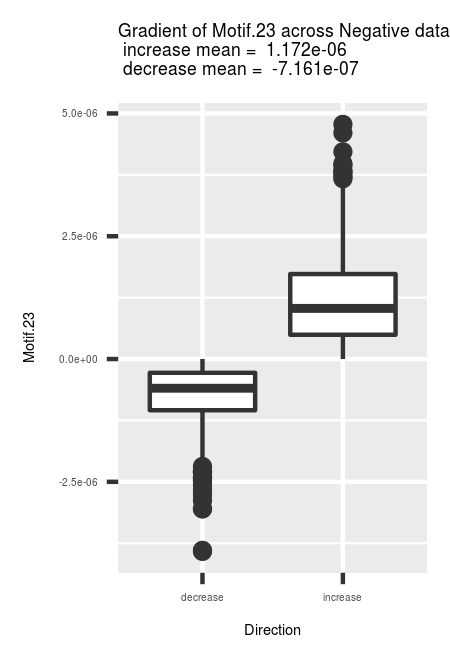 Gradient of Motif.23 across Negative data
increase mean =  1.172e-06
decrease mean =  -7.161e-07
5.0e-06
2.5e-06
0.0e+00
-2.5e-06
Motif.23
decrease
increase
Direction